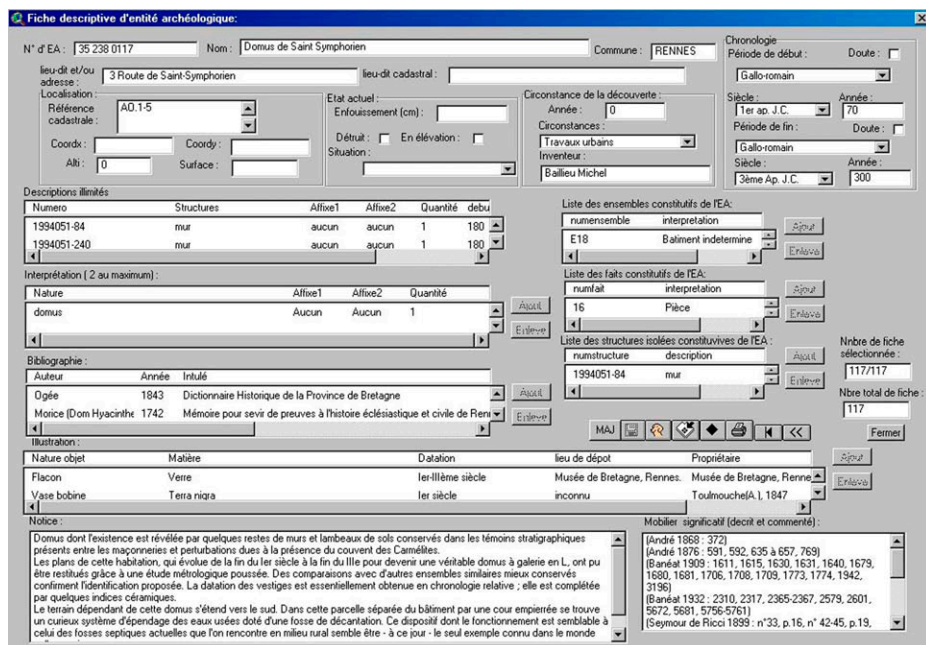 Fiche descriptive d'entité archéologique:
N° d'EA : 35 238 0117 Nom : Domus de Saint Symphorien Commune : RENNES
lieu-dit et/ou adresse : 3 Route de Saint-Symphorien lieu-dit cadastral :
Chronologie
Période de début : Doute :
Gallo-romain
Siècle : Année :
1er ap. J.C. 70
Période de fin : Doute :
Gallo-romain
Siècle : Année :
3ème Ap. J.C. 300
Localisation :
Référence cadastrale : AO.1-5
Coordx : Coordy :
Alti : 0 Surface :
Etat actuel :
Enfouissement (cm) :
Détruit : En élévation :
Situation :
Circonstance de la découverte :
Année : 0
Circonstances :
Travaux urbains
Inventeur :
Baillieu Michel
Descriptions illimités
Numero Structures Affixe1 Affixe2 Quantité debu
1994051-84 mur aucun aucun 1 180
1994051-240 mur aucun aucun 1 180
Liste des ensembles constitutifs de l'EA:
numensemble interpretation
E18 Batiment indetermine
Ajout
Enleve
Interprétation ( 2 au maximum) :
Nature Affixe1 Affixe2 Quantité
domus Aucun Aucun 1
Ajout
Enleve
Liste des faits constitutifs de l'EA:
numfait interpretation
16 Pièce
Ajout
Enleve
Liste des structures isolées constituvives de l'EA :
numstructure description
1994051-84 mur
Ajout
Enleve
Nnbre de fiche sélectionnée :
117/117
Nbre total de fiche :
117
Fermer
Bibliographie :
Auteur Année Intulé
Ogée 1843 Dictionnaire Historique de la Province de Bretagne
Morice (Dom Hyacinthe 1742 Mémoire pour sevir de preuves à l'histoire éclésiastique et civile de Renn
Ajout
Enleve
MAJ
Illustration :
Nature objet Matière Datation lieu de dépot Propriétaire
Flacon Verre Ier-IIIème siècle Musée de Bretagne, Rennes. Musée de Bretagne, Renne
Vase bobine Terra nigra Ier siècle inconnu Toulmouche(A.), 1847
Ajout
Enleve
Notice :
Domus dont l'existence est révélée par quelques restes de murs et lambeaux de sols conservés dans les témoins stratigraphiques
présents entre les maçonneries et perturbations dues à la présence du couvent des Carmélites.
Les plans de cette habitation, qui évolue de la fin du Ier siècle à la fin du IIIe pour devenir une véritable domus à galerie en L, ont pu
être restitués grâce à une étude métrologique poussée. Des comparaisons avec d'autres ensembles similaires mieux conservés
confirment l'identification proposée. La datation des vestiges est essentiellement obtenue en chronologie relative ; elle est complétée
par quelques indices céramiques.
Le terrain dépendant de cette domus s'étend vers le sud. Dans cette parcelle séparée du bâtiment par une cour empierrée se trouve
un curieux système d'épendage des eaux usées doté d'une fosse de décantation. Ce dispositif dont le fonctionnement est semblable à
celui des fosses septiques actuelles que l'on rencontre en milieu rural semble être - à ce jour - le seul exemple connu dans le monde
Mobilier significatif (decrit et commenté) :
(André 1868 : 372)
(André 1876 : 591, 592, 635 à 657, 769)
(Banéat 1909 : 1611, 1615, 1630, 1631, 1640, 1679,
1680, 1681, 1706, 1708, 1709, 1773, 1774, 1942,
3196)
(Banéat 1932 : 2310, 2317, 2365-2367, 2579, 2601,
5672, 5681, 5756-5761)
(Seymour de Ricci 1899 : n°33, p.16, n° 42-45, p.19,